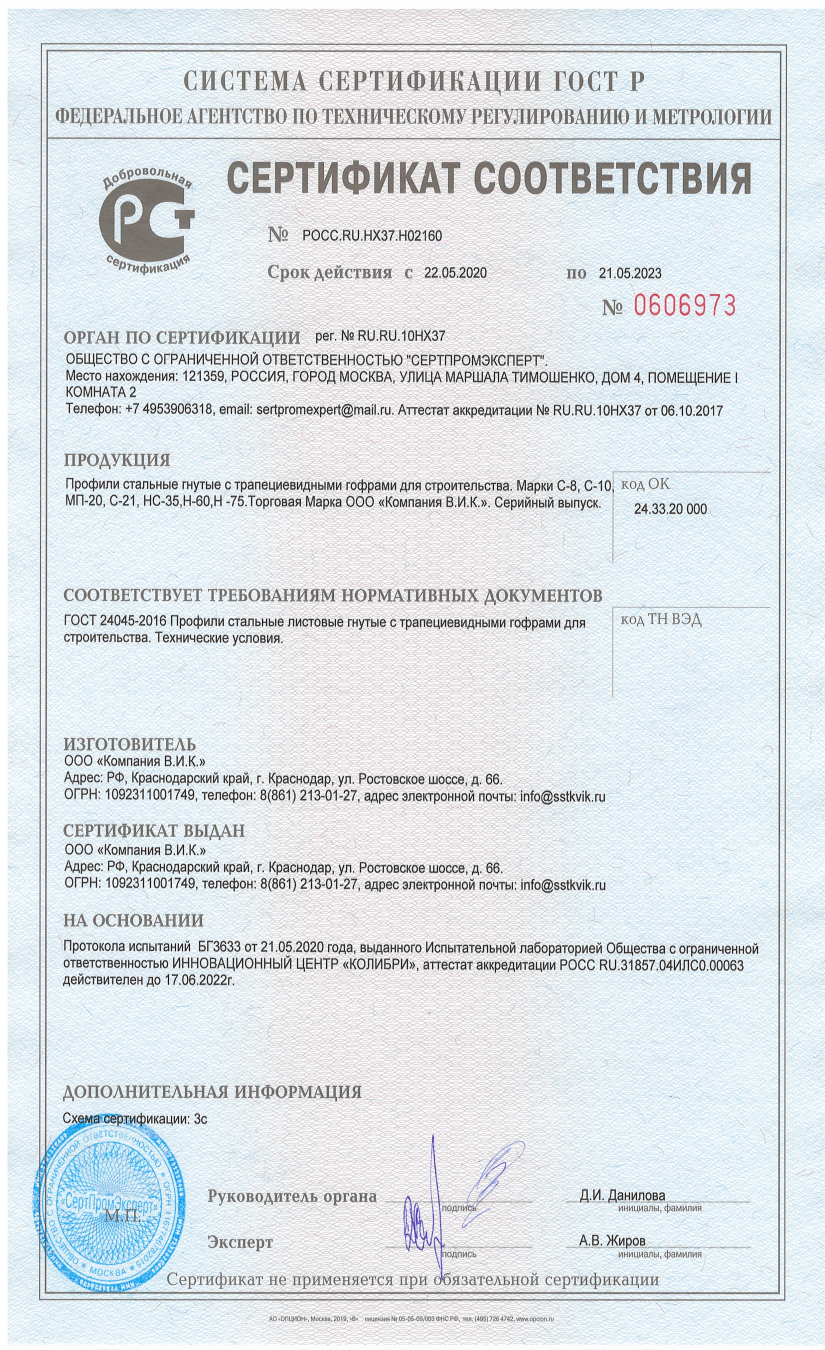 СИСТЕМА СЕРТИФИКАЦИИ ГОСТ Р
ФЕДЕРАЛЬНОЕ АГЕНТСТВО ПО ТЕХНИЧЕСКОМУ РЕГУЛИРОВАНИЮ И МЕТРОЛОГИИ
Добровольная
РСТ
сертификация
СЕРТИФИКАТ СООТВЕТСТВИЯ
№ РОСС.RU.НХ37.Н02160
Срок действия с 22.05.2020 по 21.05.2023
№ 0606973
ОРГАН ПО СЕРТИФИКАЦИИ рег. № RU.RU.10НХ37
ОБЩЕСТВО С ОГРАНИЧЕННОЙ ОТВЕТСТВЕННОСТЬЮ "СЕРТПРОМЭКСПЕРТ".
Место нахождения: 121359, РОССИЯ, ГОРОД МОСКВА, УЛИЦА МАРШАЛА ТИМОШЕНКО, ДОМ 4, ПОМЕЩЕНИЕ I
КОМНАТА 2
Телефон: +7 4953906318, email: sertpromexpert@mail.ru. Аттестат аккредитации № RU.RU.10НХ37 от 06.10.2017
ПРОДУКЦИЯ
Профили стальные гнутые с трапециевидными гофрами для строительства. Марки С-8, С-10,
МП-20, С-21, НС-35,Н-60,Н -75.Торговая Марка ООО «Компания В.И.К.». Серийный выпуск.
код ОК
24.33.20 000
СООТВЕТСТВУЕТ ТРЕБОВАНИЯМ НОРМАТИВНЫХ ДОКУМЕНТОВ
ГОСТ 24045-2016 Профили стальные листовые гнутые с трапециевидными гофрами для
строительства. Технические условия.
код ТН ВЭД
ИЗГОТОВИТЕЛЬ
ООО «Компания В.И.К.»
Адрес: РФ, Краснодарский край, г. Краснодар, ул. Ростовское шоссе, д. 66.
ОГРН: 1092311001749, телефон: 8(861) 213-01-27, адрес электронной почты: info@sstkvik.ru
СЕРТИФИКАТ ВЫДАН
ООО «Компания В.И.К.»
Адрес: РФ, Краснодарский край, г. Краснодар, ул. Ростовское шоссе, д. 66.
ОГРН: 1092311001749, телефон: 8(861) 213-01-27, адрес электронной почты: info@sstkvik.ru
НА ОСНОВАНИИ
Протокола испытаний БГ3633 от 21.05.2020 года, выданного Испытательной лабораторией Общества с ограниченной
ответственностью ИННОВАЦИОННЫЙ ЦЕНТР «КОЛИБРИ», аттестат аккредитации РОСС RU.31857.04ИЛС0.00063
действителен до 17.06.2022г.
ДОПОЛНИТЕЛЬНАЯ ИНФОРМАЦИЯ
Схема сертификации: 3с
«СертПромЭксперт»
М.П.
МОСКВА
Руководитель органа
подпись
Д.И. Данилова
инициалы, фамилия
Эксперт
подпись
А.В. Жиров
инициалы, фамилия
Сертификат не применяется при обязательной сертификации
АО «ОПЦИОН», Москва, 2019, «В» лицензия № 05-05-09/003 ФНС РФ, тел. (495) 726 4742, www.opcion.ru